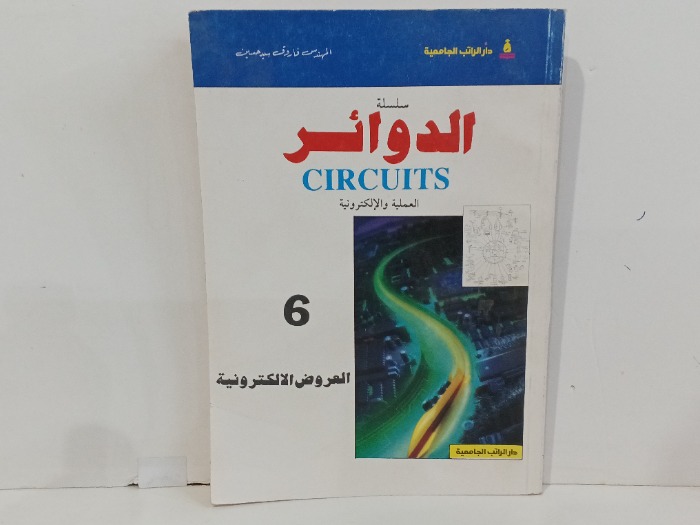 المهندس فاروق سيد حسين
دار الراتب الجامعية
سلسلة
الدوائر
CIRCUITS
العملية والإلكترونية
6
العروض الالكترونية
دار الراتب الجامعية